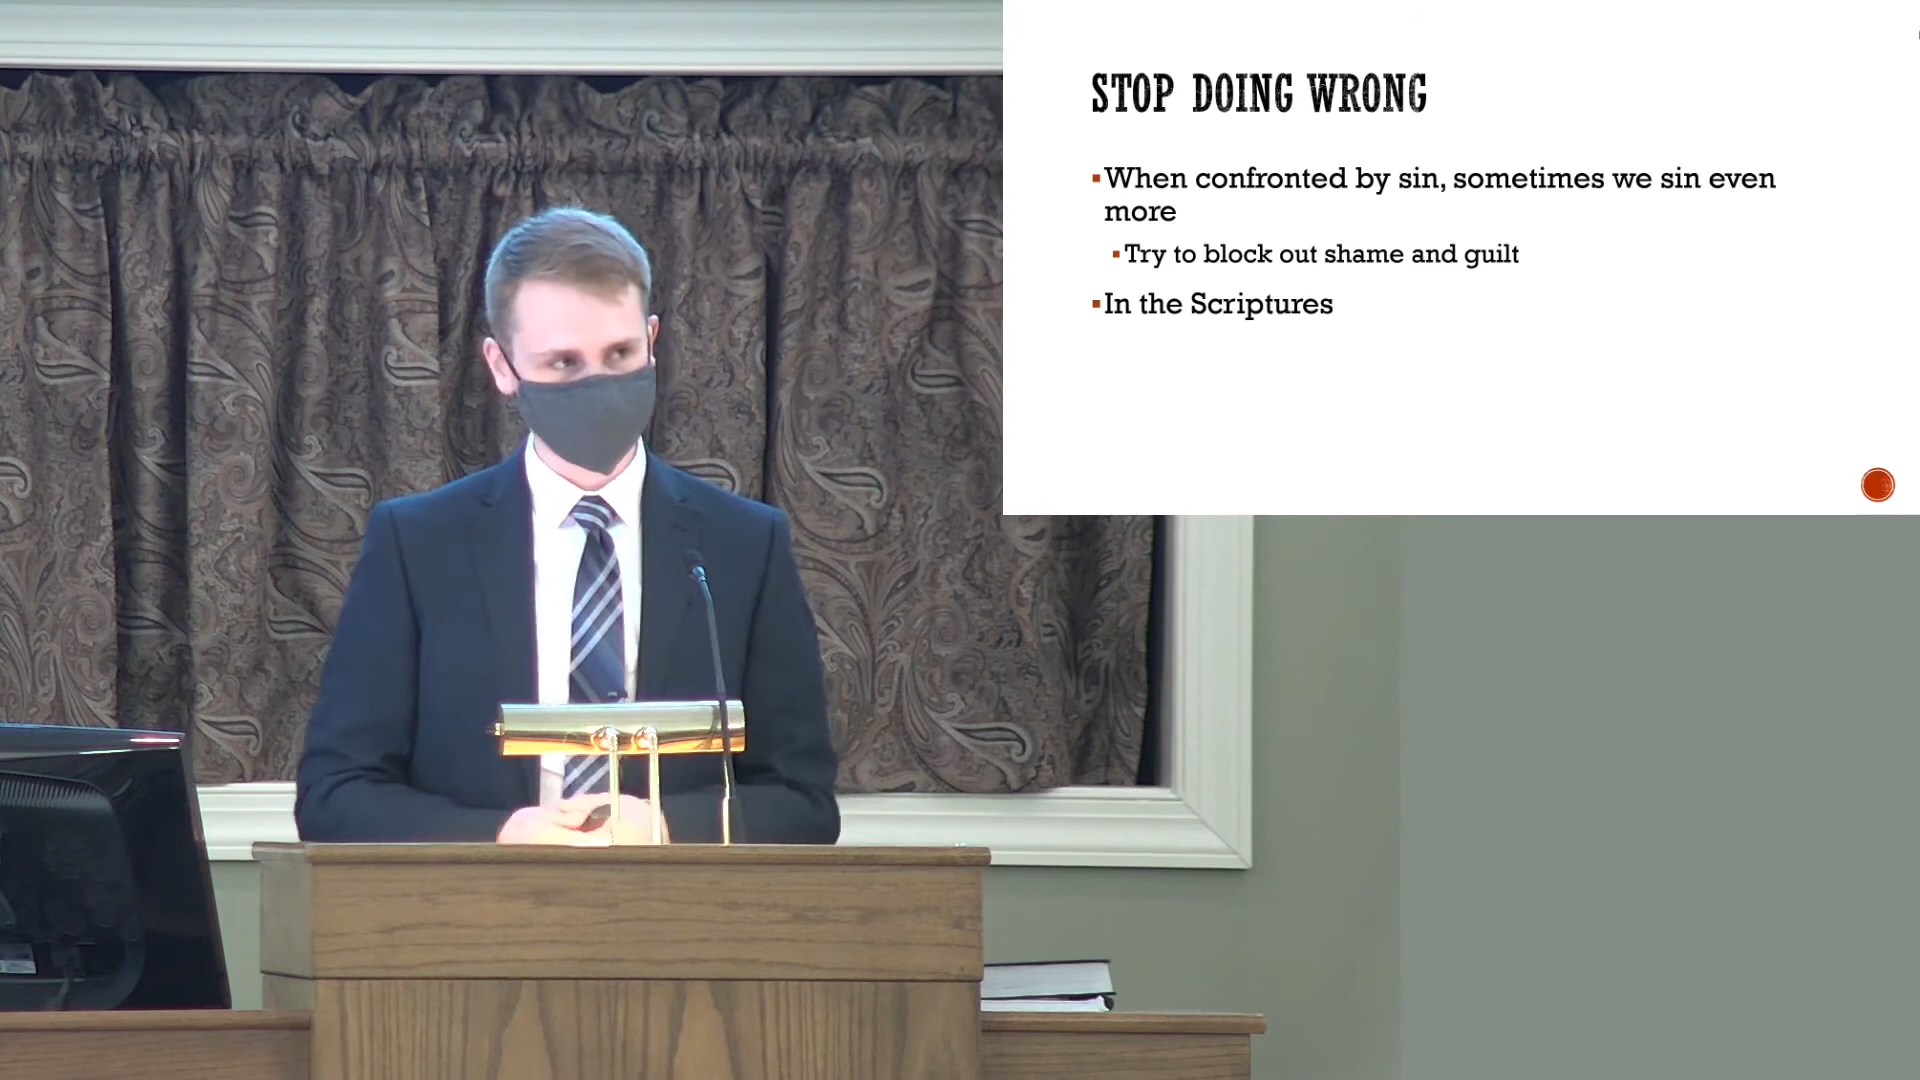 STOP DOING WRONG
When confronted by sin, sometimes we sin even
more
Try to block out shame and guilt
In the Scriptures